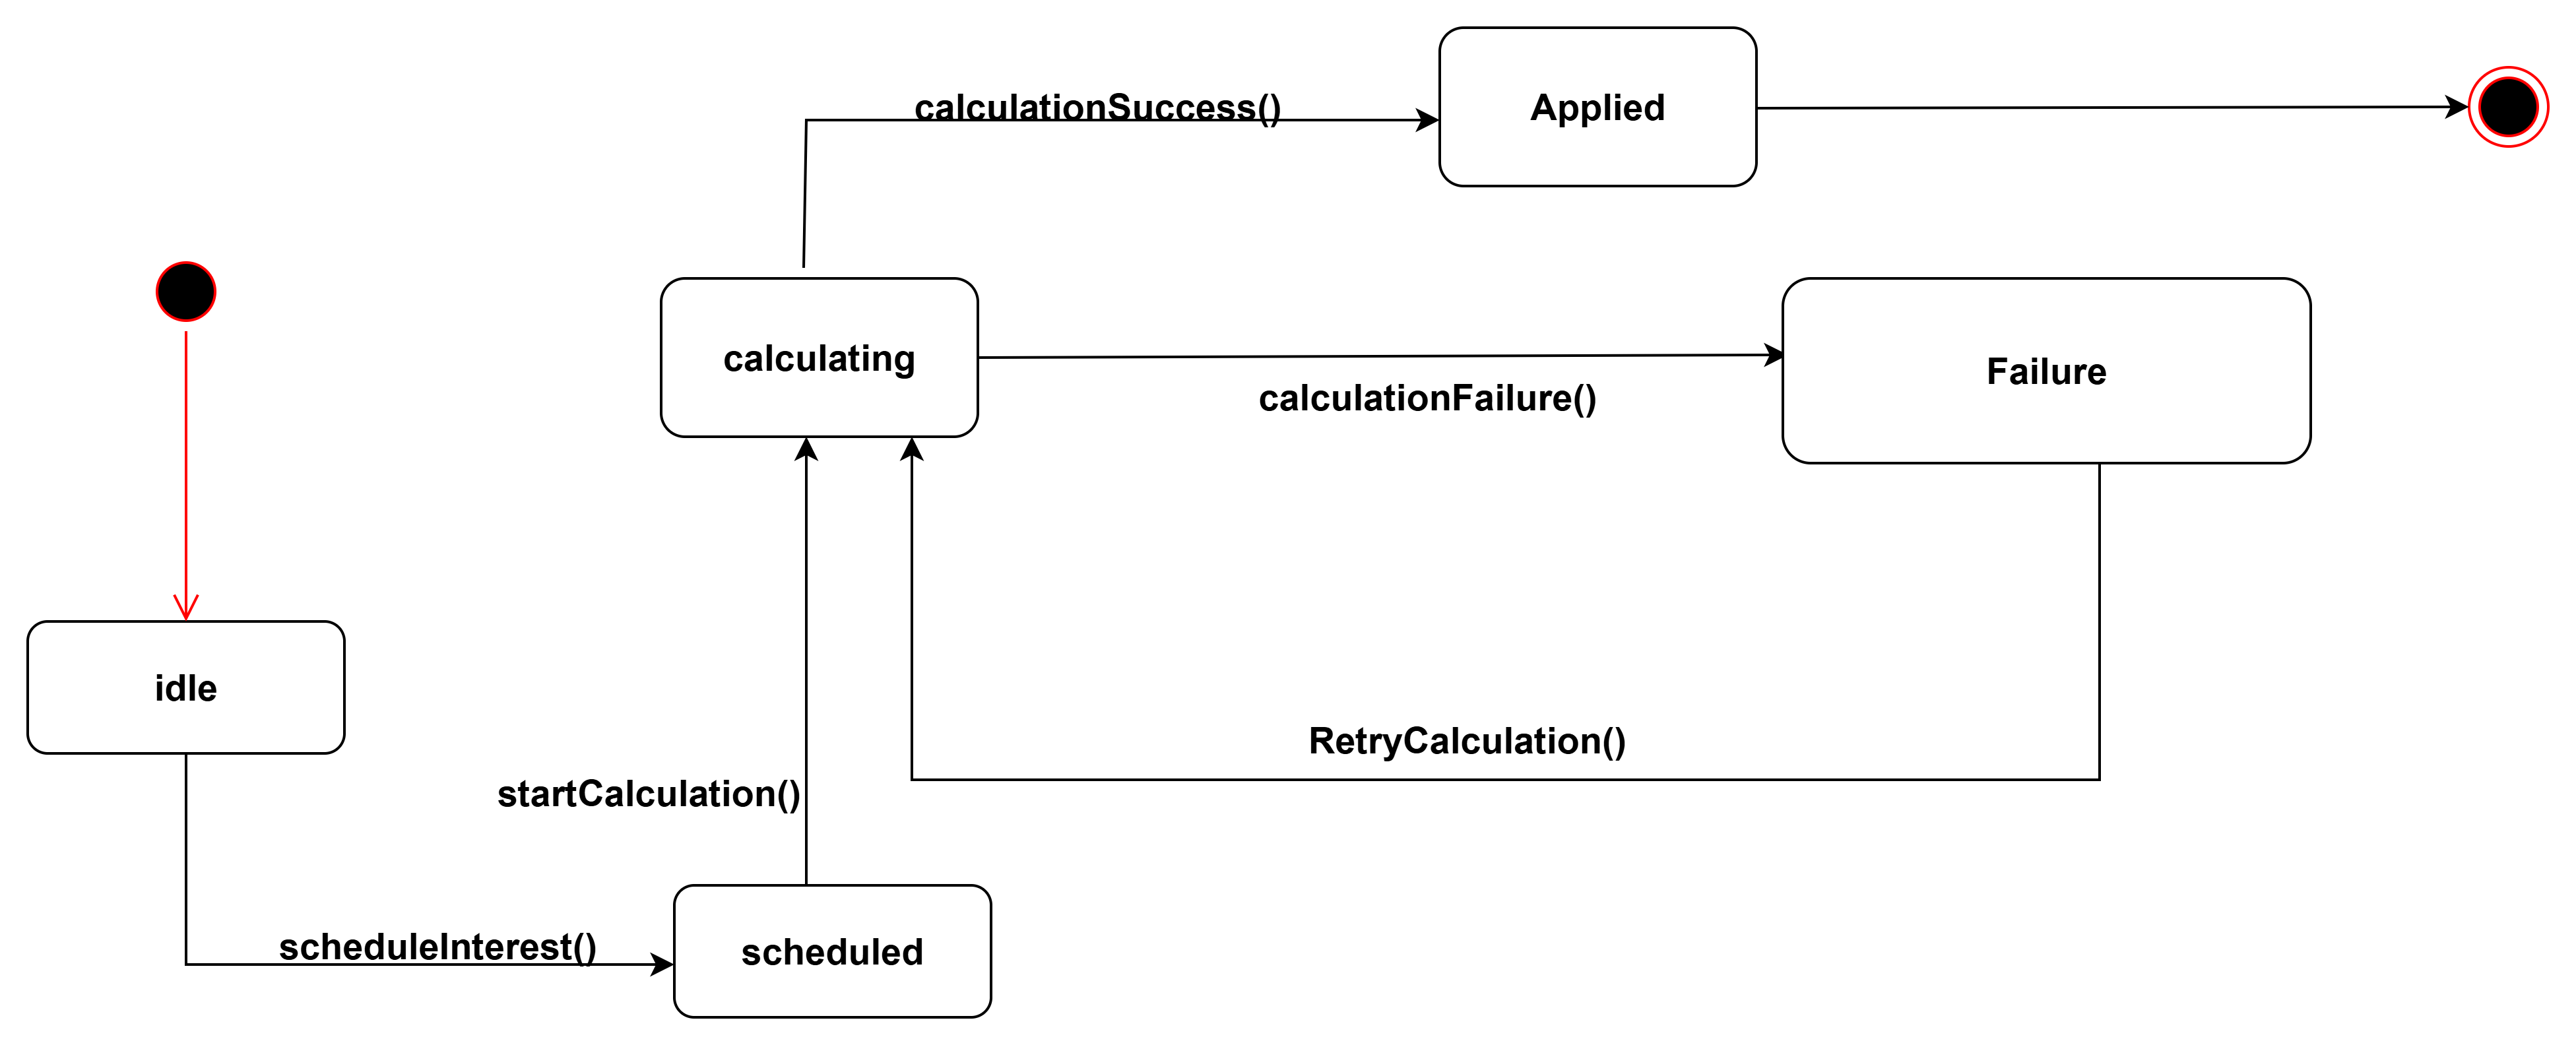 calculationSuccess()
Applied
calculating
calculationFailure()
Failure
idle
RetryCalculation()
startCalculation()
scheduleInterest()
scheduled